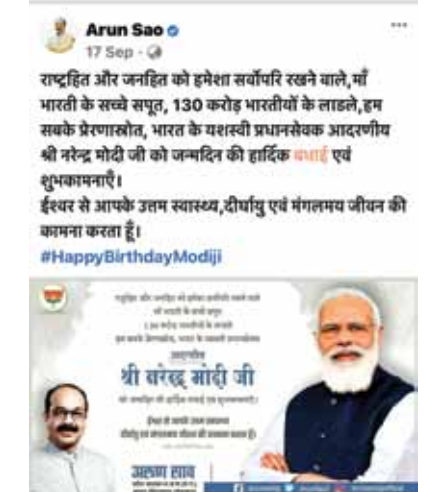 Arun Sao
17 Sep
राष्ट्रहित और जनहित को हमेशा सर्वोपरि रखने वाले,माँ
भारती के सच्चे सपूत, 130 करोड़ भारतीयों के लाडले,हम
सबके प्रेरणास्रोत, भारत के यशस्वी प्रधानसेवक आदरणीय
श्री नरेन्द्र मोदी जी को जन्मदिन की हार्दिक बधाई एवं
शुभकामनाएँ।
ईश्वर से आपके उत्तम स्वास्थ्य,दीर्घायु एवं मंगलमय जीवन की
कामना करता हूँ।
#HappyBirthdayModiji
श्री नरेन्द्र मोदी जी
अरुण साव